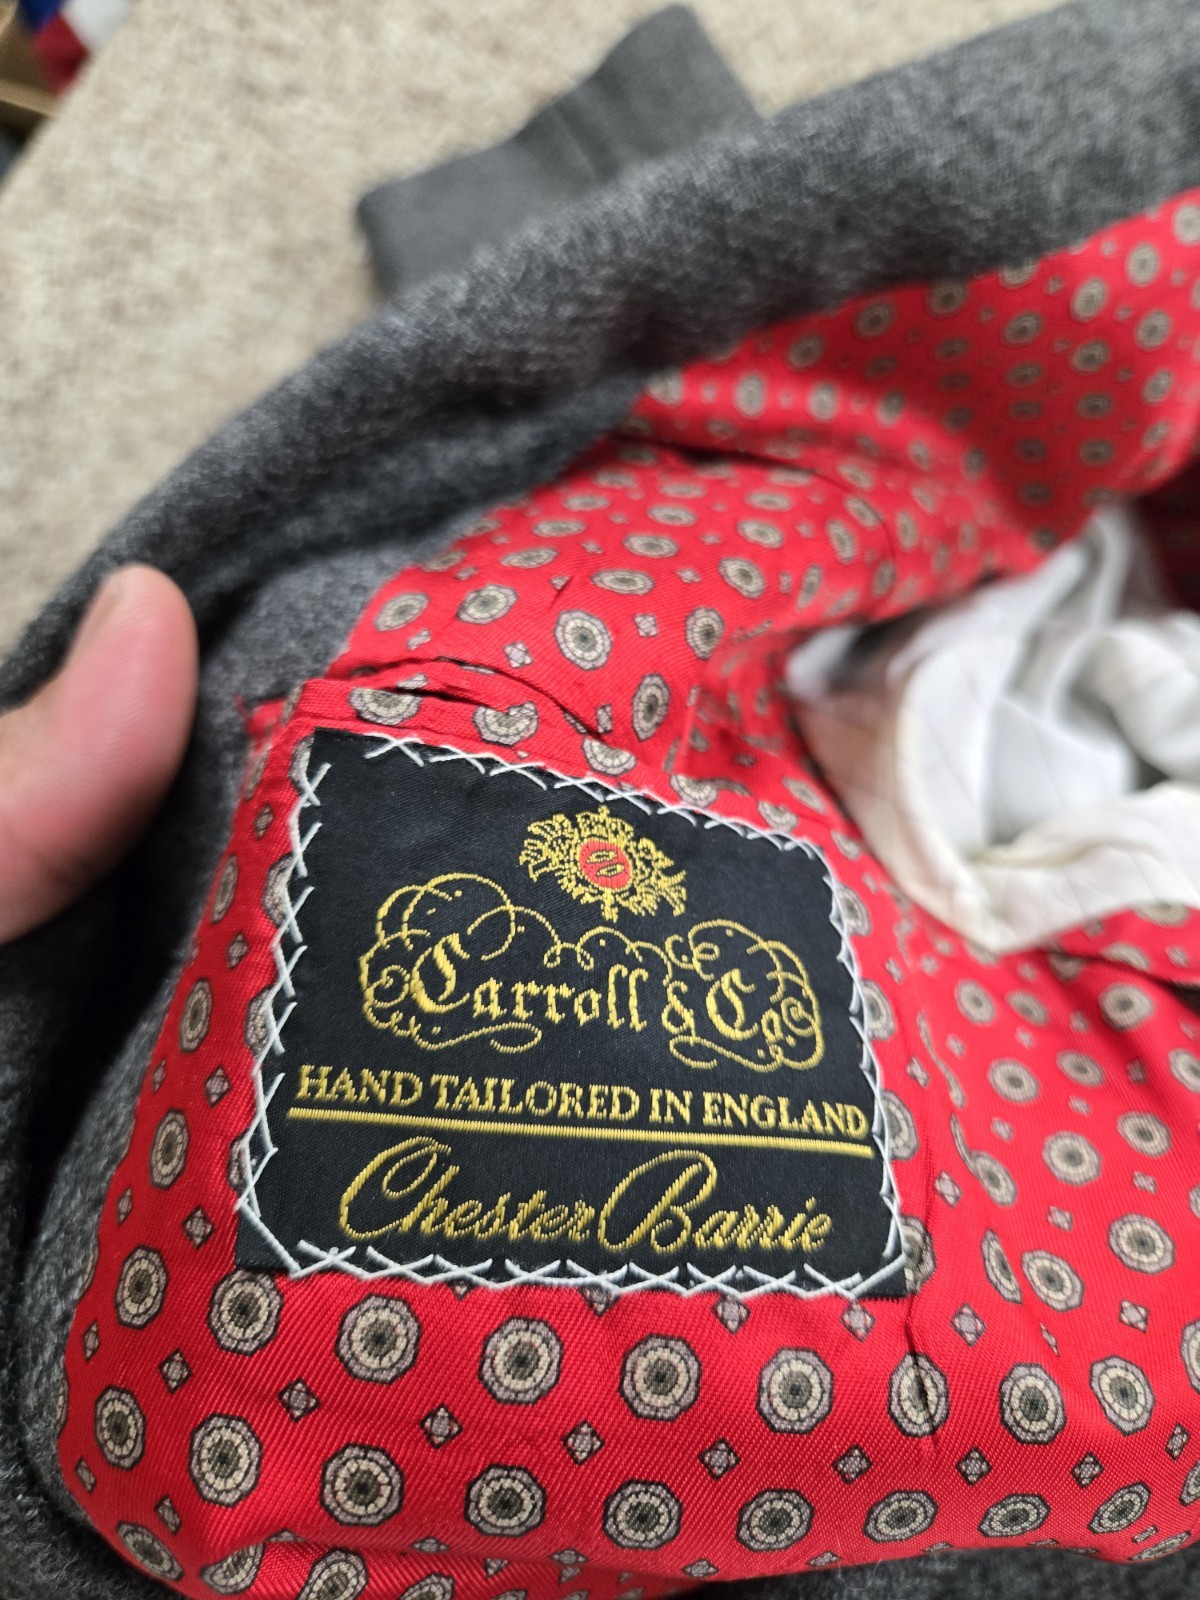 Carroll & Co
HAND TAILORED IN ENGLAND
Chester Barrie